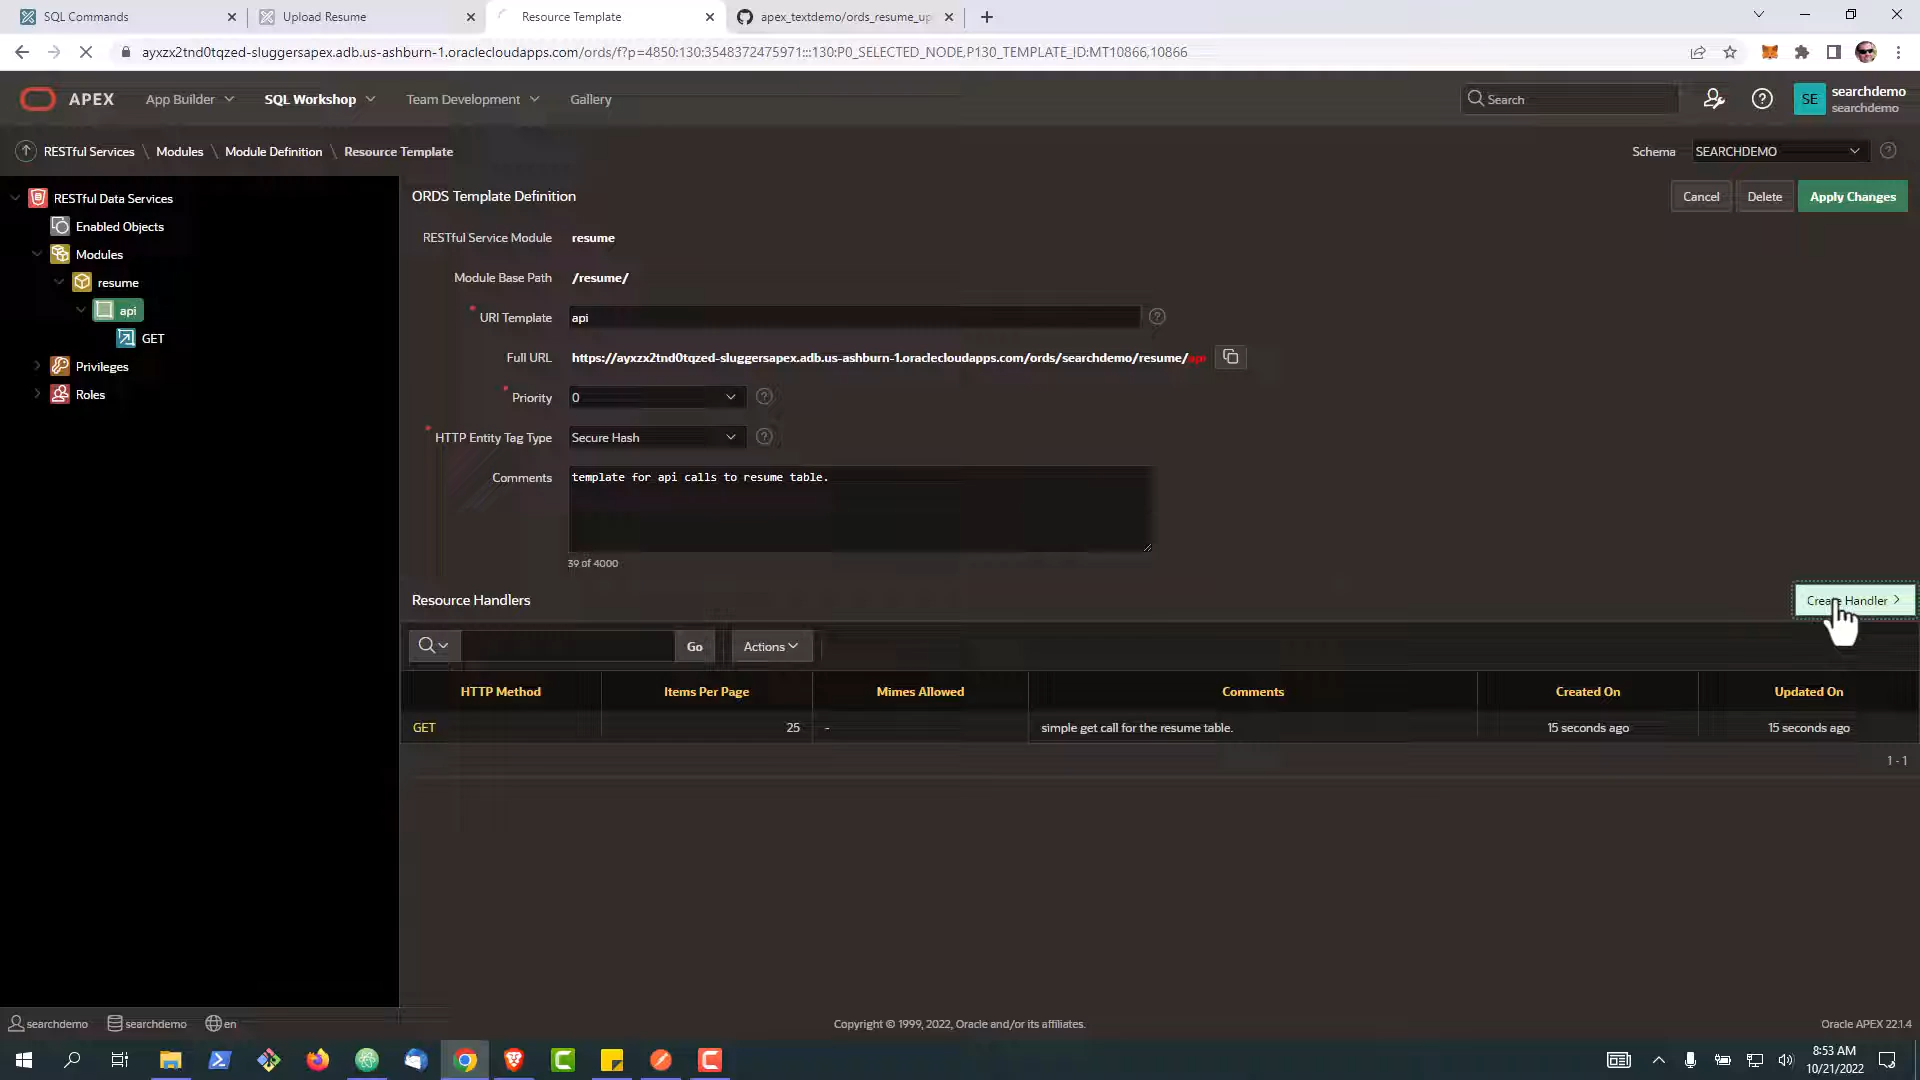 SQL Commands
Upload Resume
Resource Template
apex_textdemo/ords_resume_up
ayxzx2tnd0tqzed-sluggersapex.adb.us-ashburn-1.oraclecloudapps.com/ords/f?p=4850:130:3548372475971:::130:P0_SELECTED_NODE,P130_TEMPLATE_ID:MT10866,10866
APEX
App Builder
SQL Workshop
Team Development
Gallery
Search
SE
searchdemo
searchdemo
RESTful Services \ Modules \ Module Definition \ Resource Template
Schema
SEARCHDEMO
RESTful Data Services
Enabled Objects
Modules
resume
api
GET
Privileges
Roles
ORDS Template Definition
Cancel
Delete
Apply Changes
RESTful Service Module resume
Module Base Path /resume/
* URI Template api
Full URL https://ayxzx2tnd0tqzed-sluggersapex.adb.us-ashburn-1.oraclecloudapps.com/ords/searchdemo/resume/api
* Priority 0
* HTTP Entity Tag Type Secure Hash
Comments template for api calls to resume table.
39 of 4000
Resource Handlers
Create Handler >
Go
Actions
HTTP Method Items Per Page Mimes Allowed Comments Created On Updated On
GET 25 - simple get call for the resume table. 15 seconds ago 15 seconds ago
1 - 1
searchdemo searchdemo en
Copyright © 1999, 2022, Oracle and/or its affiliates.
Oracle APEX 22.1.4
8:53 AM
10/21/2022